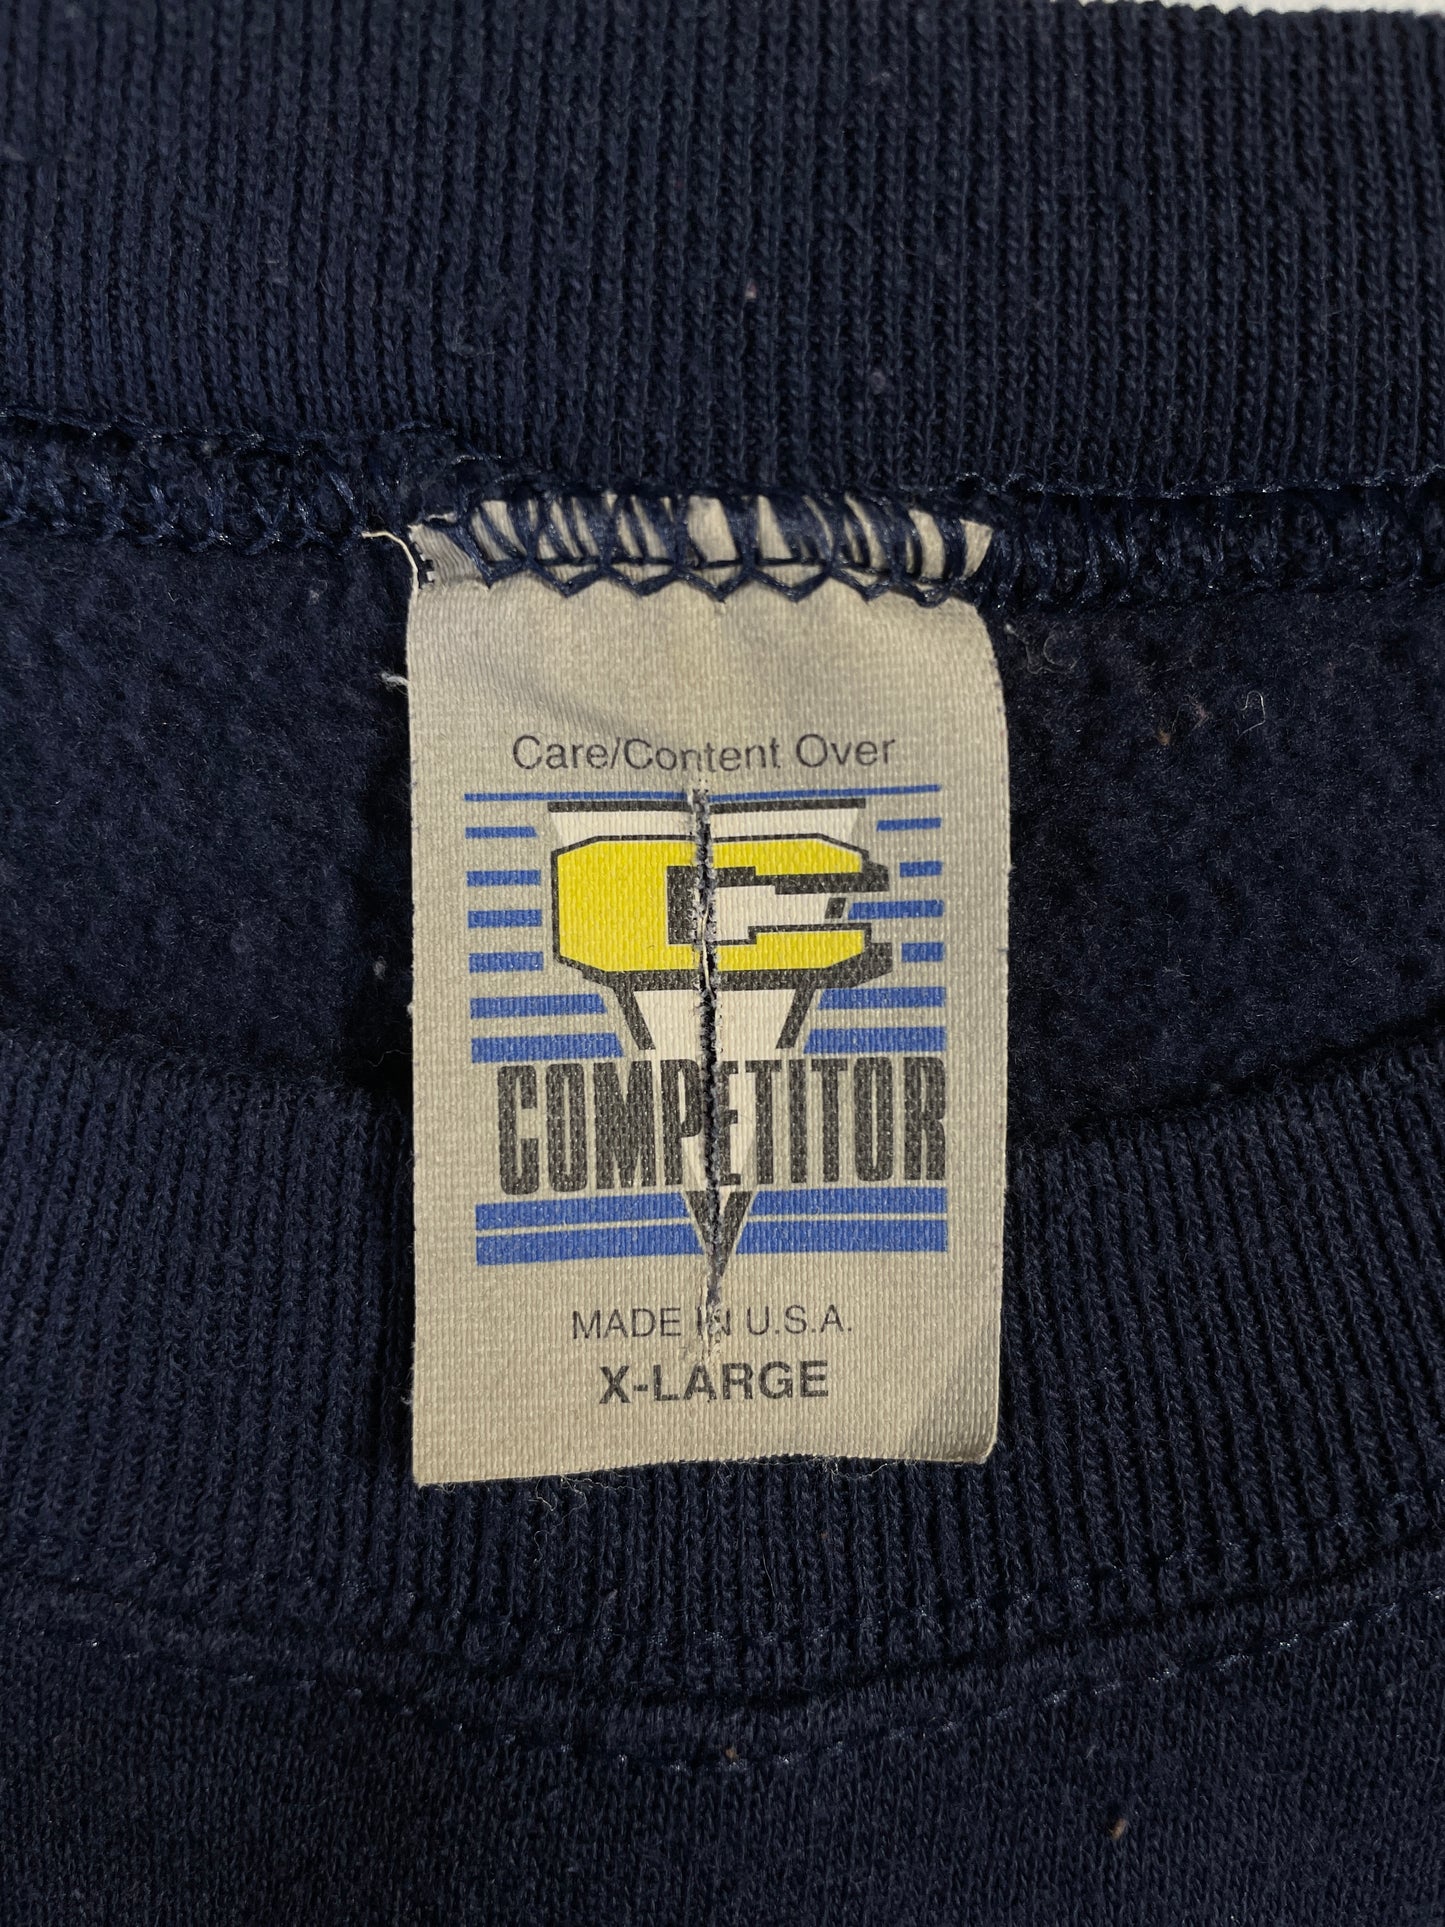 Care/Content Over
C
COMPETITOR
MADE IN U.S.A.
X-LARGE